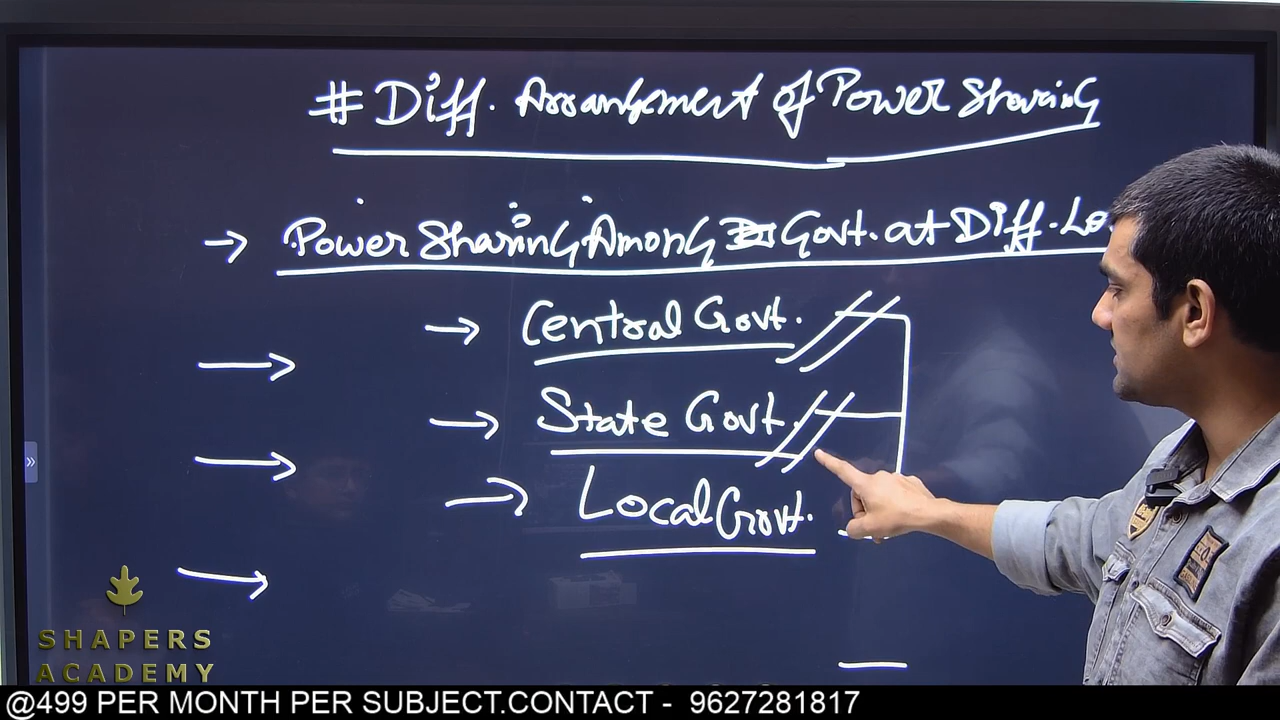 # Diff. Arrangement of Power Sharing
→ Power Sharing Among Govt. at Diff.
→ Central Govt.
→ State Govt.
→ Local Govt.
SHAPERS
ACADEMY
@499 PER MONTH PER SUBJECT.CONTACT - 9627281817